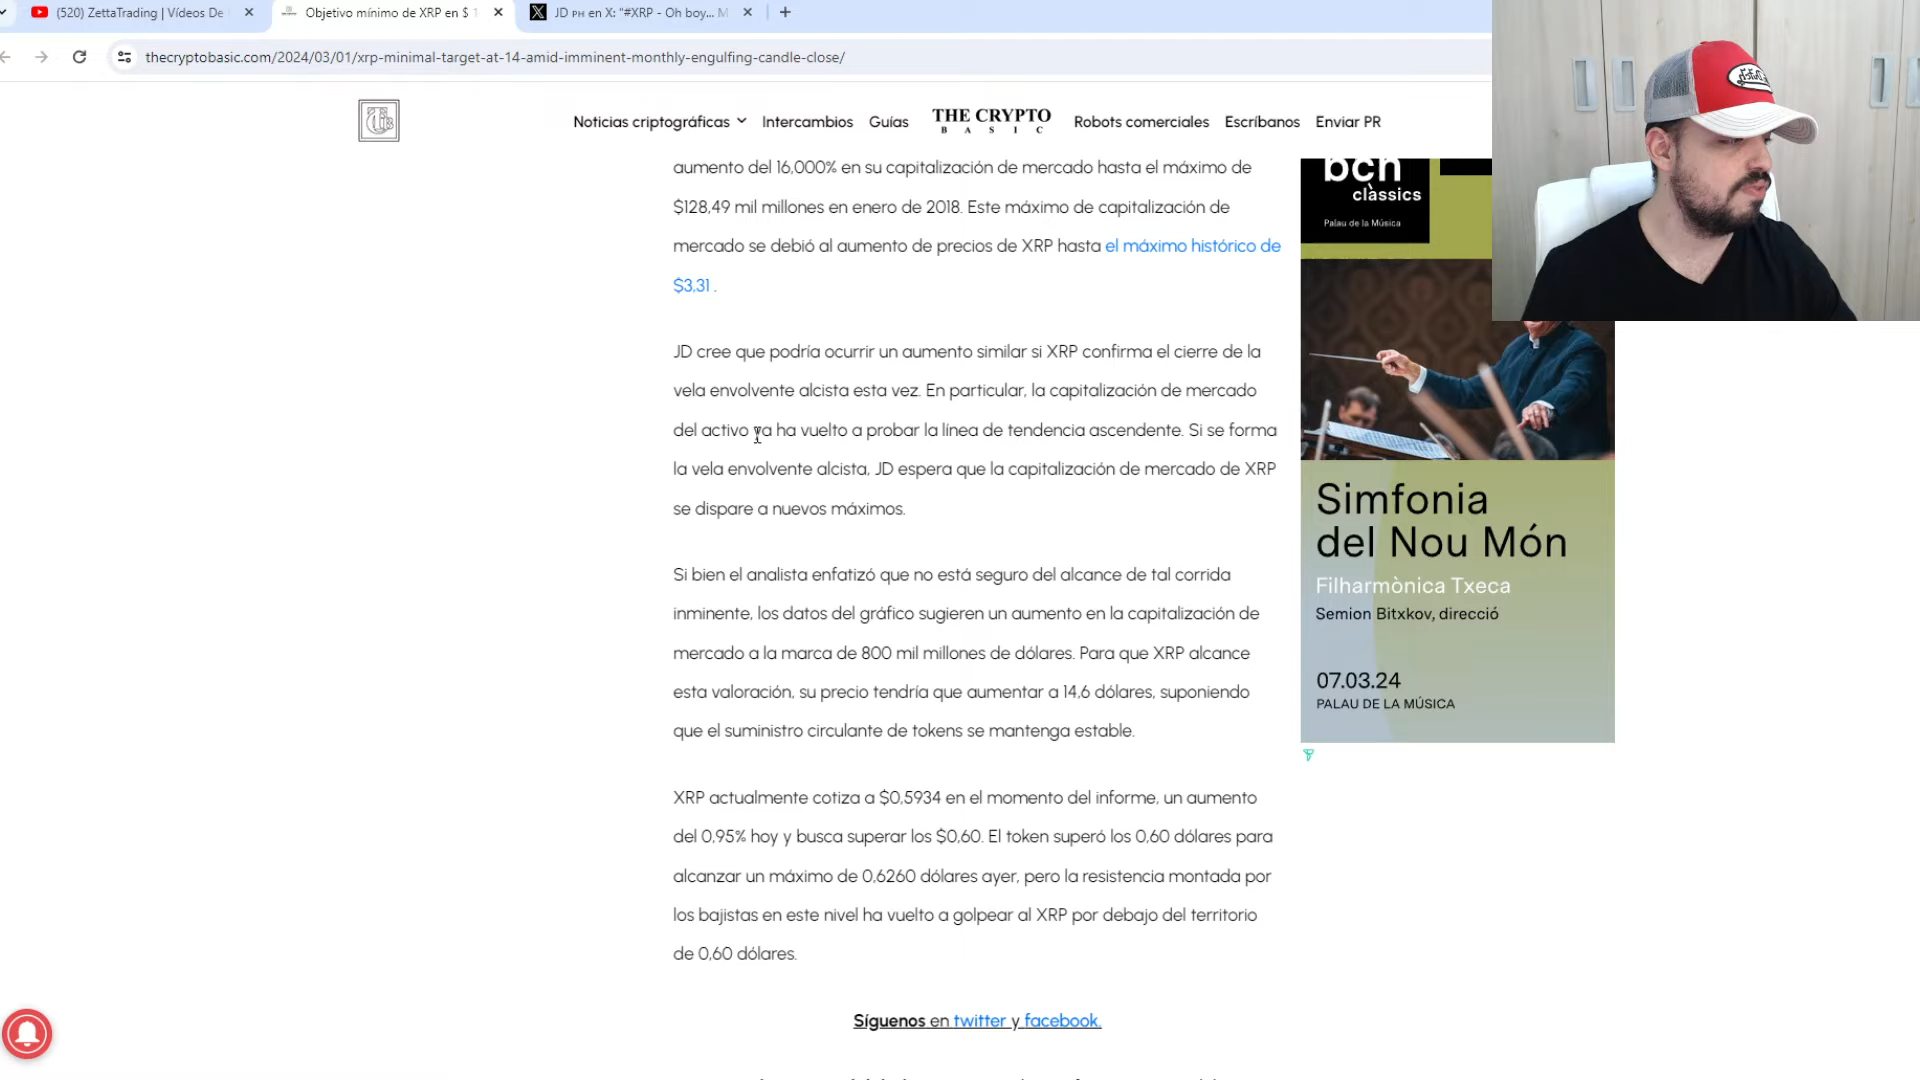 (520) ZettaTrading | Vídeos De
Objetivo mínimo de XRP en $ 1
JD PH en X: "#XRP - Oh boy... M
thecryptobasic.com/2024/03/01/xrp-minimal-target-at-14-amid-imminent-monthly-engulfing-candle-close/
Noticias criptográficas
Intercambios
Guías
THE CRYPTO
BASIC
Robots comerciales
Escríbanos
Enviar PR
aumento del 16,000% en su capitalización de mercado hasta el máximo de
$128,49 mil millones en enero de 2018. Este máximo de capitalización de
mercado se debió al aumento de precios de XRP hasta el máximo histórico de
$3,31 .
JD cree que podría ocurrir un aumento similar si XRP confirma el cierre de la
vela envolvente alcista esta vez. En particular, la capitalización de mercado
del activo ya ha vuelto a probar la línea de tendencia ascendente. Si se forma
la vela envolvente alcista, JD espera que la capitalización de mercado de XRP
se dispare a nuevos máximos.
Si bien el analista enfatizó que no está seguro del alcance de tal corrida
inminente, los datos del gráfico sugieren un aumento en la capitalización de
mercado a la marca de 800 mil millones de dólares. Para que XRP alcance
esta valoración, su precio tendría que aumentar a 14,6 dólares, suponiendo
que el suministro circulante de tokens se mantenga estable.
XRP actualmente cotiza a $0,5934 en el momento del informe, un aumento
del 0,95% hoy y busca superar los $0,60. El token superó los 0,60 dólares para
alcanzar un máximo de 0,6260 dólares ayer, pero la resistencia montada por
los bajistas en este nivel ha vuelto a golpear al XRP por debajo del territorio
de 0,60 dólares.
Síguenos en twitter y facebook.
bcn
clàssics
Palau de la Música
Simfonia
del Nou Món
Filharmònica Txeca
Semion Bitxkov, direcció
07.03.24
PALAU DE LA MÚSICA